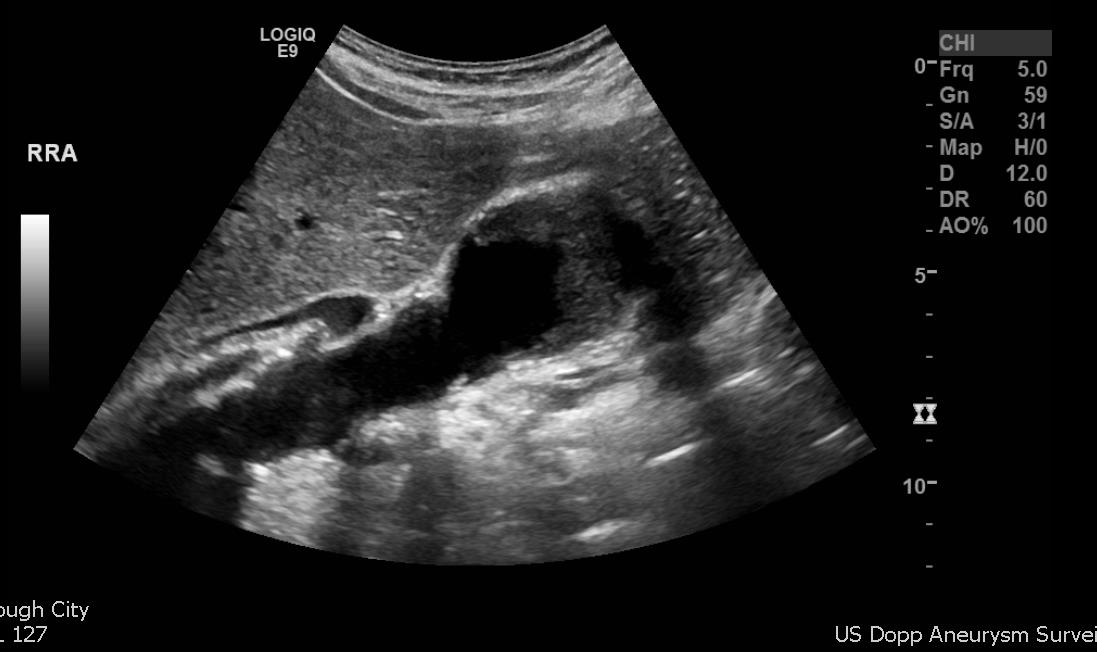 LOGIQ
E9
RRA
CHI
Frq 5.0
Gn 59
S/A 3/1
Map H/0
D 12.0
DR 60
AO% 100
0
5
10
ough City
127
US Dopp Aneurysm Survei